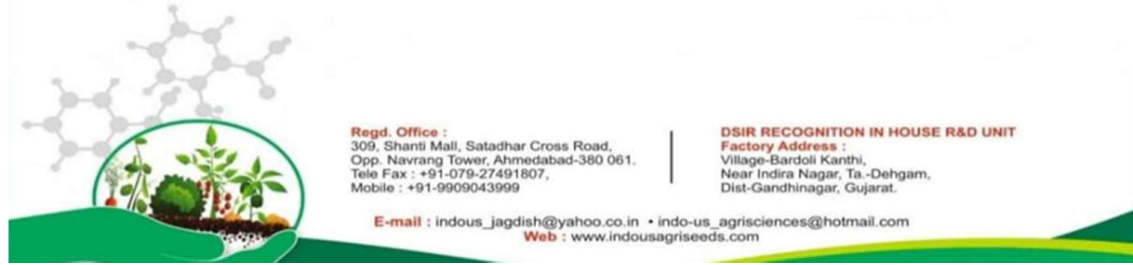 Regd. Office :
309, Shanti Mall, Satadhar Cross Road,
Opp. Navrang Tower, Ahmedabad-380 061.
Tele Fax : +91-079-27491807,
Mobile : +91-9909043999
DSIR RECOGNITION IN HOUSE R&D UNIT
Factory Address :
Village-Bardoli Kanthi,
Near Indira Nagar, Ta.-Dehgam,
Dist-Gandhinagar, Gujarat.
E-mail : indous_jagdish@yahoo.co.in • indo-us_agrisciences@hotmail.com
Web : www.indousagriseeds.com